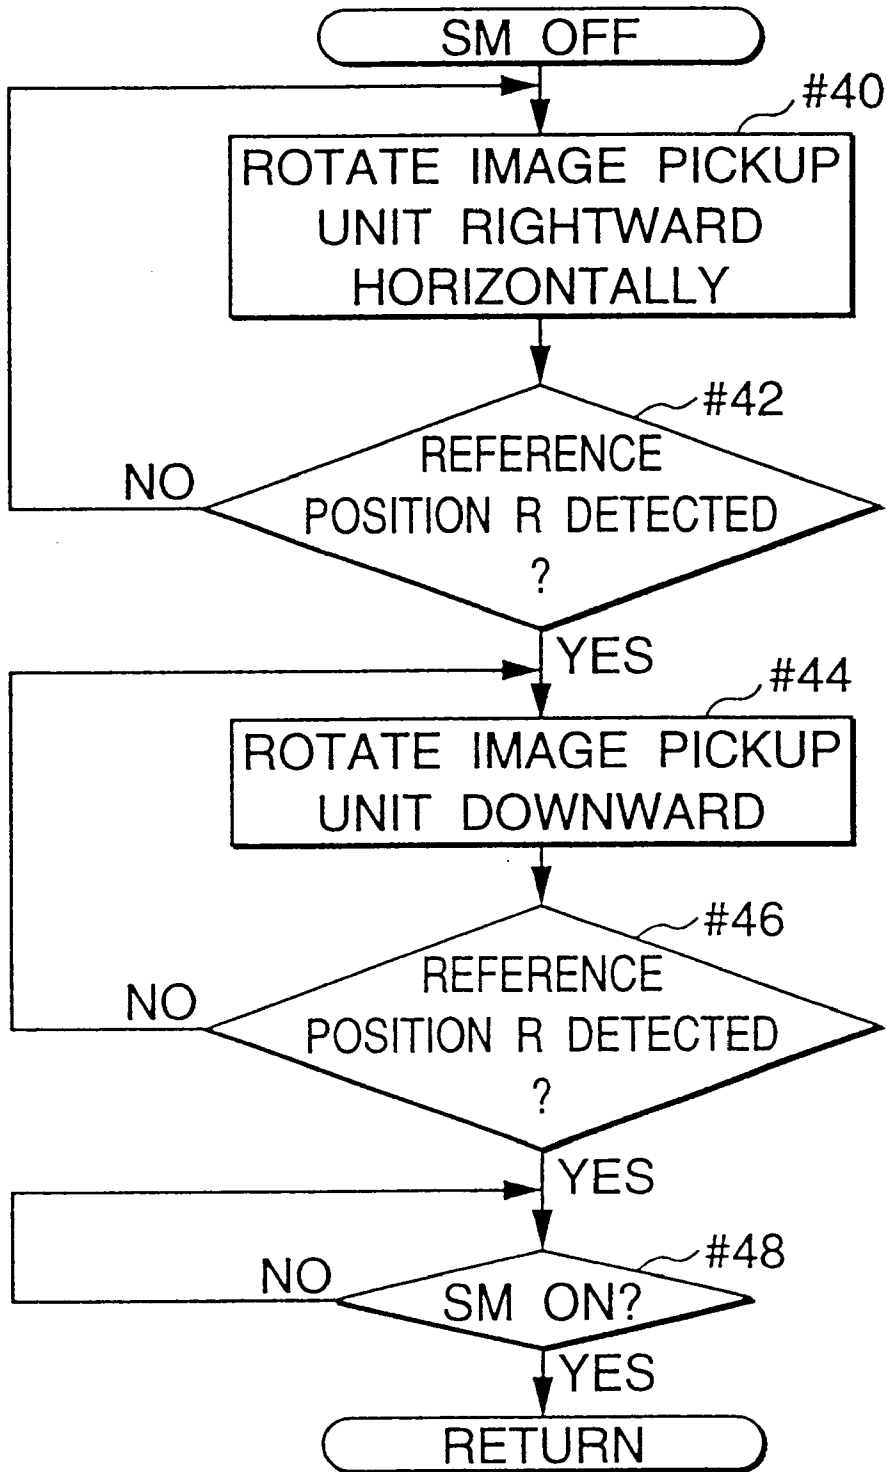 SM OFF
#40
ROTATE IMAGE PICKUP
UNIT RIGHTWARD
HORIZONTALLY
#42
REFERENCE
POSITION R DETECTED
?
NO
YES
#44
ROTATE IMAGE PICKUP
UNIT DOWNWARD
#46
REFERENCE
POSITION R DETECTED
?
NO
YES
#48
SM ON?
NO
YES
RETURN